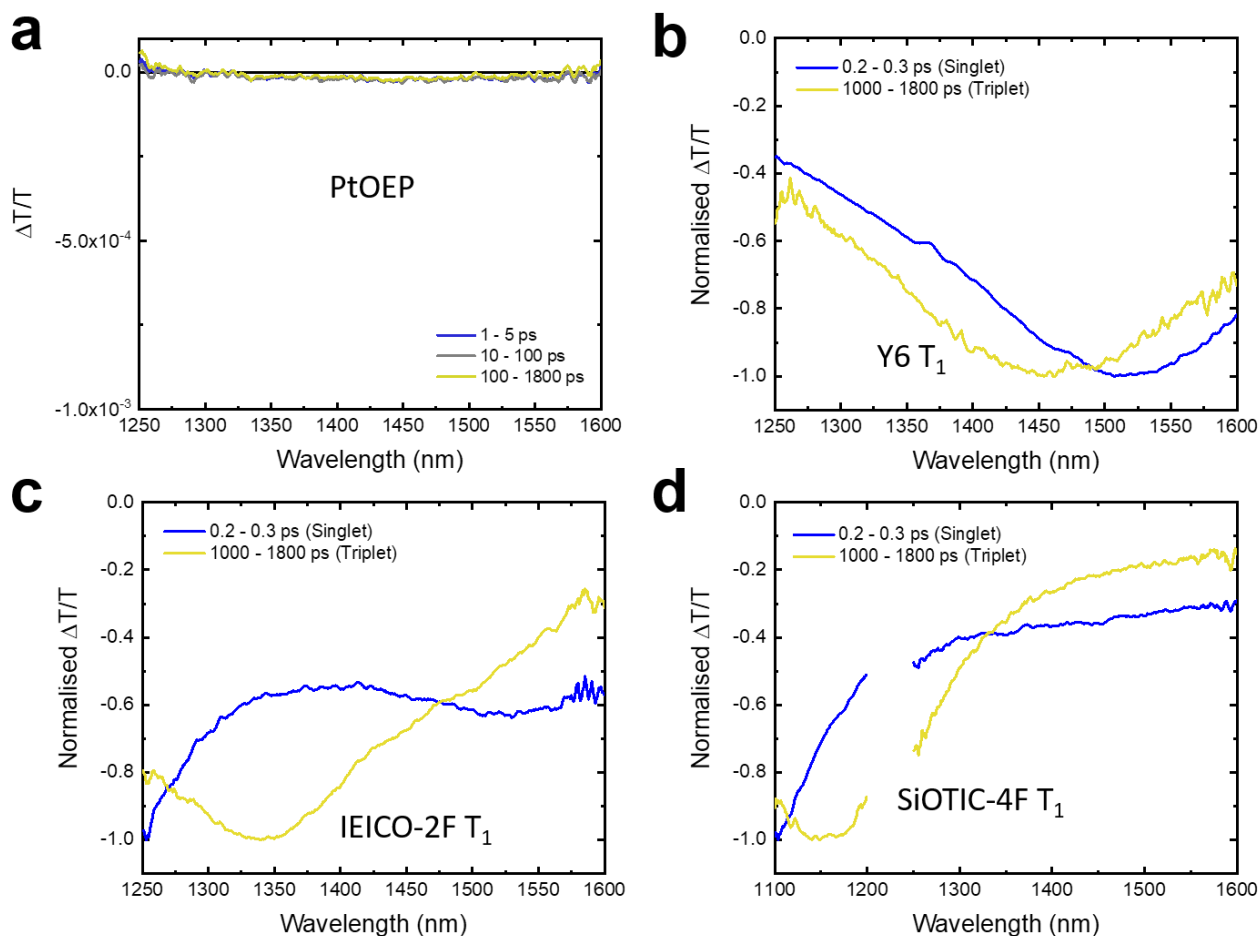 a
0.0
-5.0x10⁻⁴
-1.0x10⁻³
ΔT/T
PtOEP
1 - 5 ps
10 - 100 ps
100 - 1800 ps
1250 1300 1350 1400 1450 1500 1550 1600
Wavelength (nm)
b
0.0
-0.2
-0.4
-0.6
-0.8
-1.0
Normalised ΔT/T
0.2 - 0.3 ps (Singlet)
1000 - 1800 ps (Triplet)
Y6 T₁
1250 1300 1350 1400 1450 1500 1550 1600
Wavelength (nm)
c
0.0
-0.2
-0.4
-0.6
-0.8
-1.0
Normalised ΔT/T
0.2 - 0.3 ps (Singlet)
1000 - 1800 ps (Triplet)
IEICO-2F T₁
1250 1300 1350 1400 1450 1500 1550 1600
Wavelength (nm)
d
0.0
-0.2
-0.4
-0.6
-0.8
-1.0
Normalised ΔT/T
0.2 - 0.3 ps (Singlet)
1000 - 1800 ps (Triplet)
SiOTIC-4F T₁
1100 1200 1300 1400 1500 1600
Wavelength (nm)